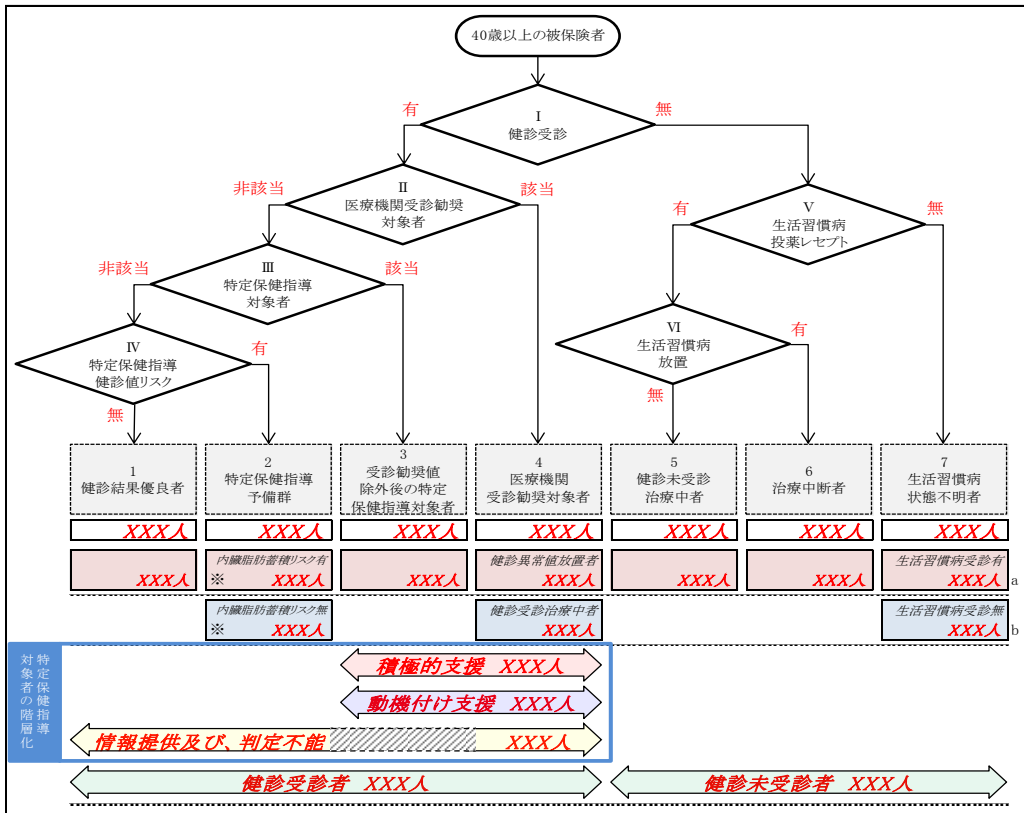 40歳以上の被保険者
有
Ⅰ
健診受診
無
非該当
Ⅱ
医療機関受診勧奨
対象者
該当
有
Ⅴ
生活習慣病
投薬レセプト
無
非該当
Ⅲ
特定保健指導
対象者
該当
Ⅳ
特定保健指導
健診値リスク
有
無
Ⅵ
生活習慣病
放置
有
無
1
健診結果優良者
2
特定保健指導
予備群
3
受診勧奨値
除外後の特定
保健指導対象者
4
医療機関
受診勧奨対象者
5
健診未受診
治療中者
6
治療中断者
7
生活習慣病
状態不明者
XXX人
XXX人
XXX人
XXX人
XXX人
XXX人
XXX人
XXX人
内臓脂肪蓄積リスク有
※ XXX人
XXX人
健診異常値放置者
XXX人
XXX人
XXX人
生活習慣病受診有
XXX人
a
内臓脂肪蓄積リスク無
※ XXX人
健診受診治療中者
XXX人
生活習慣病受診無
XXX人
b
特定保健指導
対象者の階層化
積極的支援 XXX人
動機付け支援 XXX人
情報提供及び、判定不能 XXX人
健診受診者 XXX人
健診未受診者 XXX人